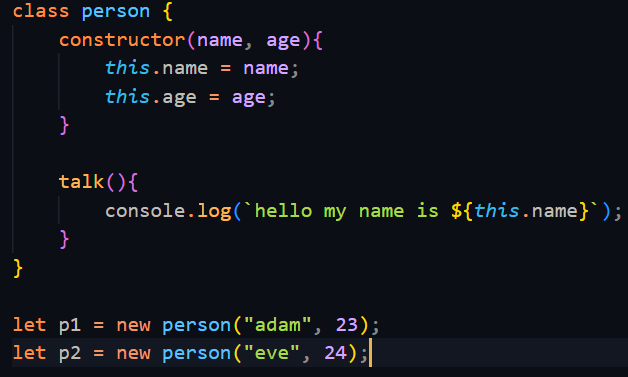 class person {
    constructor(name, age){
        this.name = name;
        this.age = age;
    }

    talk(){
        console.log(`hello my name is ${this.name}`);
    }
}

let p1 = new person("adam", 23);
let p2 = new person("eve", 24);